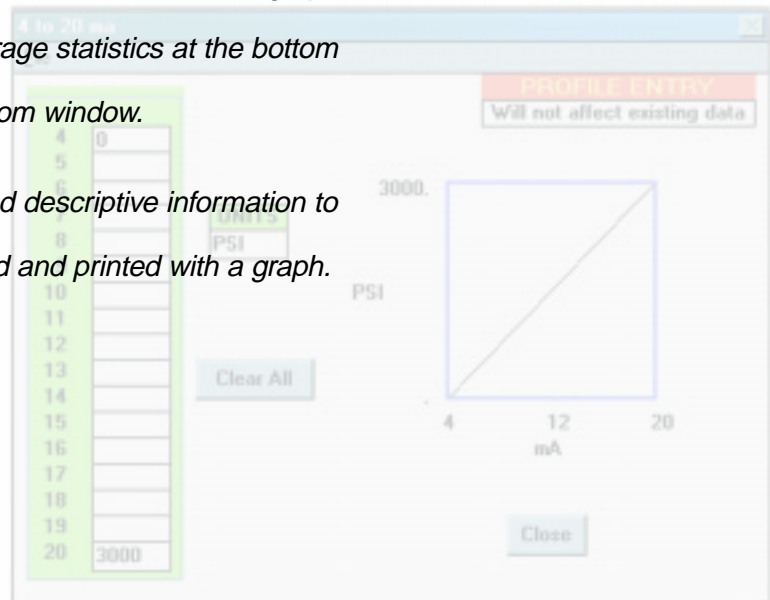 4 to 20 ma
rage statistics at the bottom
PROFILE ENTRY
om window.
Will not affect existing data
4 0
5
6
d descriptive information to
3000.
7
UNITS
8
PSI
d and printed with a graph.
10
PSI
11
12
13
Clear All
14
.
15
4 12 20
16
mA
17
18
19
Close
20 3000